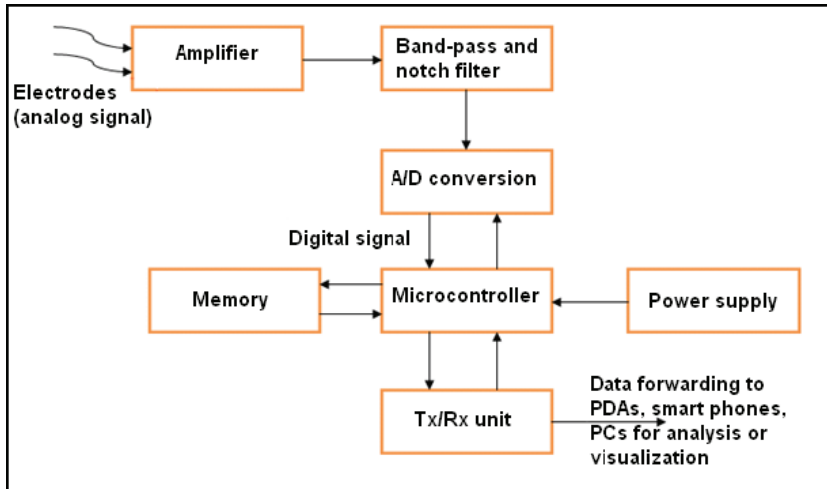 Amplifier
Band-pass and
notch filter
Electrodes
(analog signal)
A/D conversion
Digital signal
Memory
Microcontroller
Power supply
Tx/Rx unit
Data forwarding to
PDAs, smart phones,
PCs for analysis or
visualization